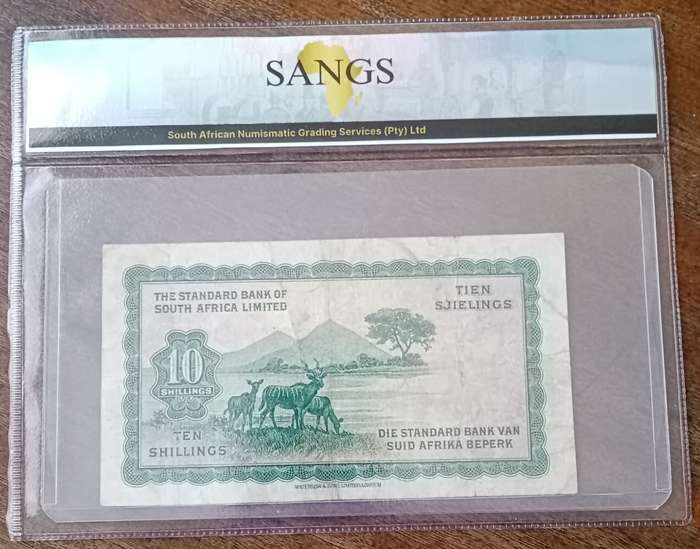 SANGS
South African Numismatic Grading Services (Pty) Ltd
THE STANDARD BANK OF
SOUTH AFRICA LIMITED
TIEN
SJIELINGS
10
SHILLINGS
TEN
SHILLINGS
DIE STANDARD BANK VAN
SUID AFRIKA BEPERK